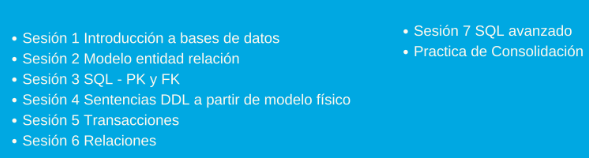 • Sesión 1 Introducción a bases de datos
• Sesión 2 Modelo entidad relación
• Sesión 3 SQL - PK y FK
• Sesión 4 Sentencias DDL a partir de modelo físico
• Sesión 5 Transacciones
• Sesión 6 Relaciones
• Sesión 7 SQL avanzado
• Practica de Consolidación